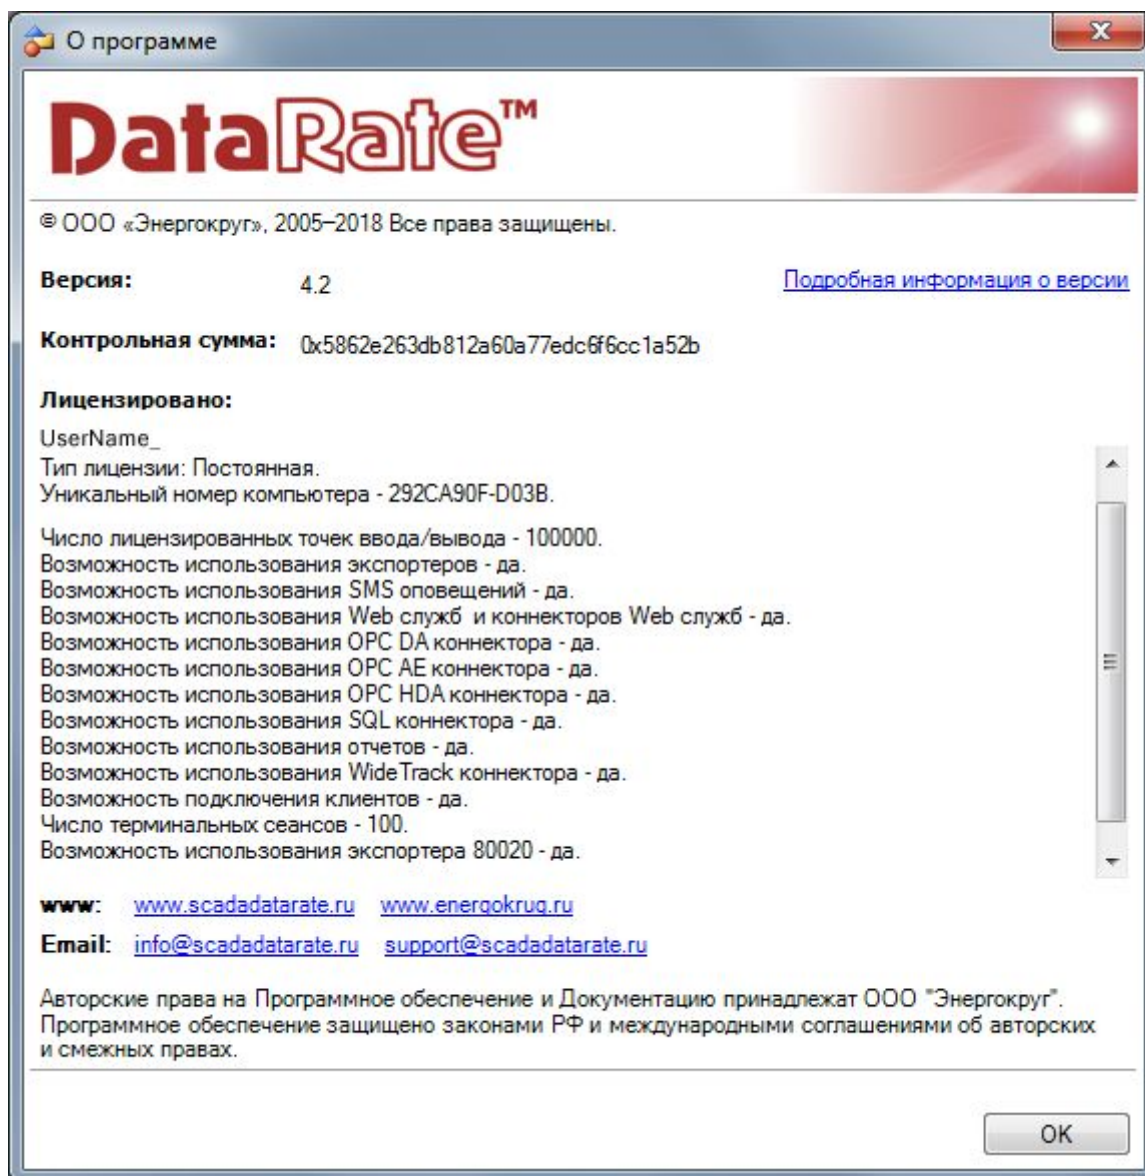 О программе
DataRate™
© ООО «Энергокруг», 2005–2018 Все права защищены.
Версия: 4.2 Подробная информация о версии
Контрольная сумма: 0x5862e263db812a60a77edc6f6cc1a52b
Лицензировано:
UserName_
Тип лицензии: Постоянная.
Уникальный номер компьютера - 292CA90F-D03B.
Число лицензированных точек ввода/вывода - 100000.
Возможность использования экспортеров - да.
Возможность использования SMS оповещений - да.
Возможность использования Web служб и коннекторов Web служб - да.
Возможность использования OPC DA коннектора - да.
Возможность использования OPC AE коннектора - да.
Возможность использования OPC HDA коннектора - да.
Возможность использования SQL коннектора - да.
Возможность использования отчетов - да.
Возможность использования WideTrack коннектора - да.
Возможность подключения клиентов - да.
Число терминальных сеансов - 100.
Возможность использования экспортера 80020 - да.
www: www.scadadatarate.ru www.energokrug.ru
Email: info@scadadatarate.ru support@scadadatarate.ru
Авторские права на Программное обеспечение и Документацию принадлежат ООО "Энергокруг".
Программное обеспечение защищено законами РФ и международными соглашениями об авторских
и смежных правах.
OK